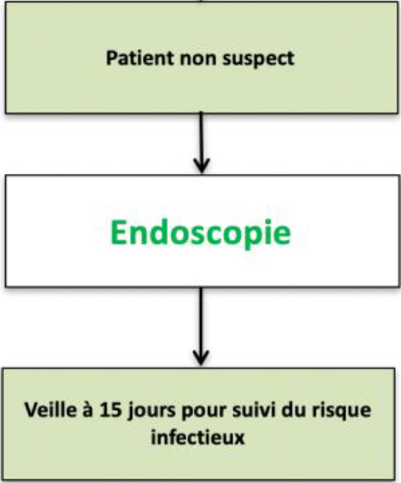 Patient non suspect
Endoscopie
Veille à 15 jours pour suivi du risque
infectieux